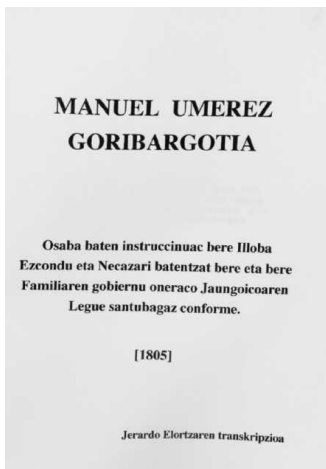 MANUEL UMEREZ
GORIBARGOTIA
Osaba baten instruccinuac bere Illoba
Ezcondu eta Necazari batentzat bere eta bere
Familiaren gobiernu oneraco Jaungoicoaren
Legue santubagaz conforme.
[1805]
Jerardo Elortzaren transkripzioa